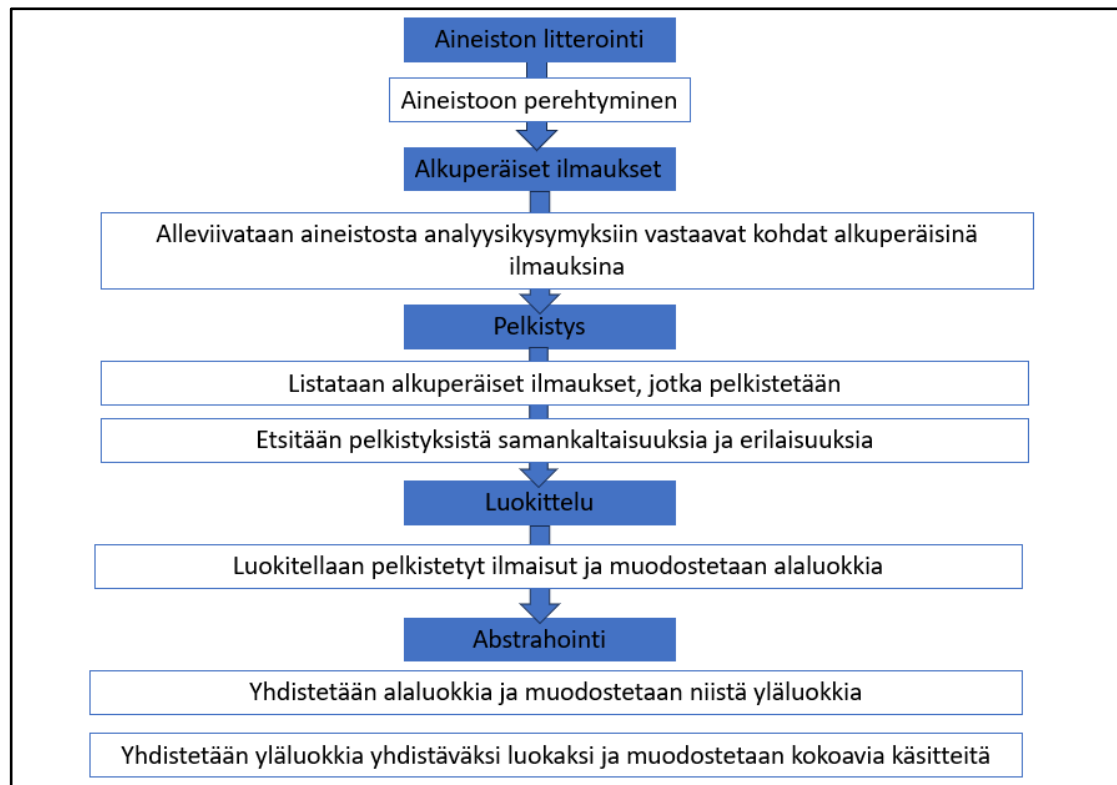 Aineiston litterointi
Aineistoon perehtyminen
Alkuperäiset ilmaukset
Alleviivataan aineistosta analyysikysymyksiin vastaavat kohdat alkuperäisinä
ilmauksina
Pelkistys
Listataan alkuperäiset ilmaukset, jotka pelkistetään
Etsitään pelkistyksistä samankaltaisuuksia ja erilaisuuksia
Luokittelu
Luokitellaan pelkistetyt ilmaisut ja muodostetaan alaluokkia
Abstrahointi
Yhdistetään alaluokkia ja muodostetaan niistä yläluokkia
Yhdistetään yläluokkia yhdistäväksi luokaksi ja muodostetaan kokoavia käsitteitä